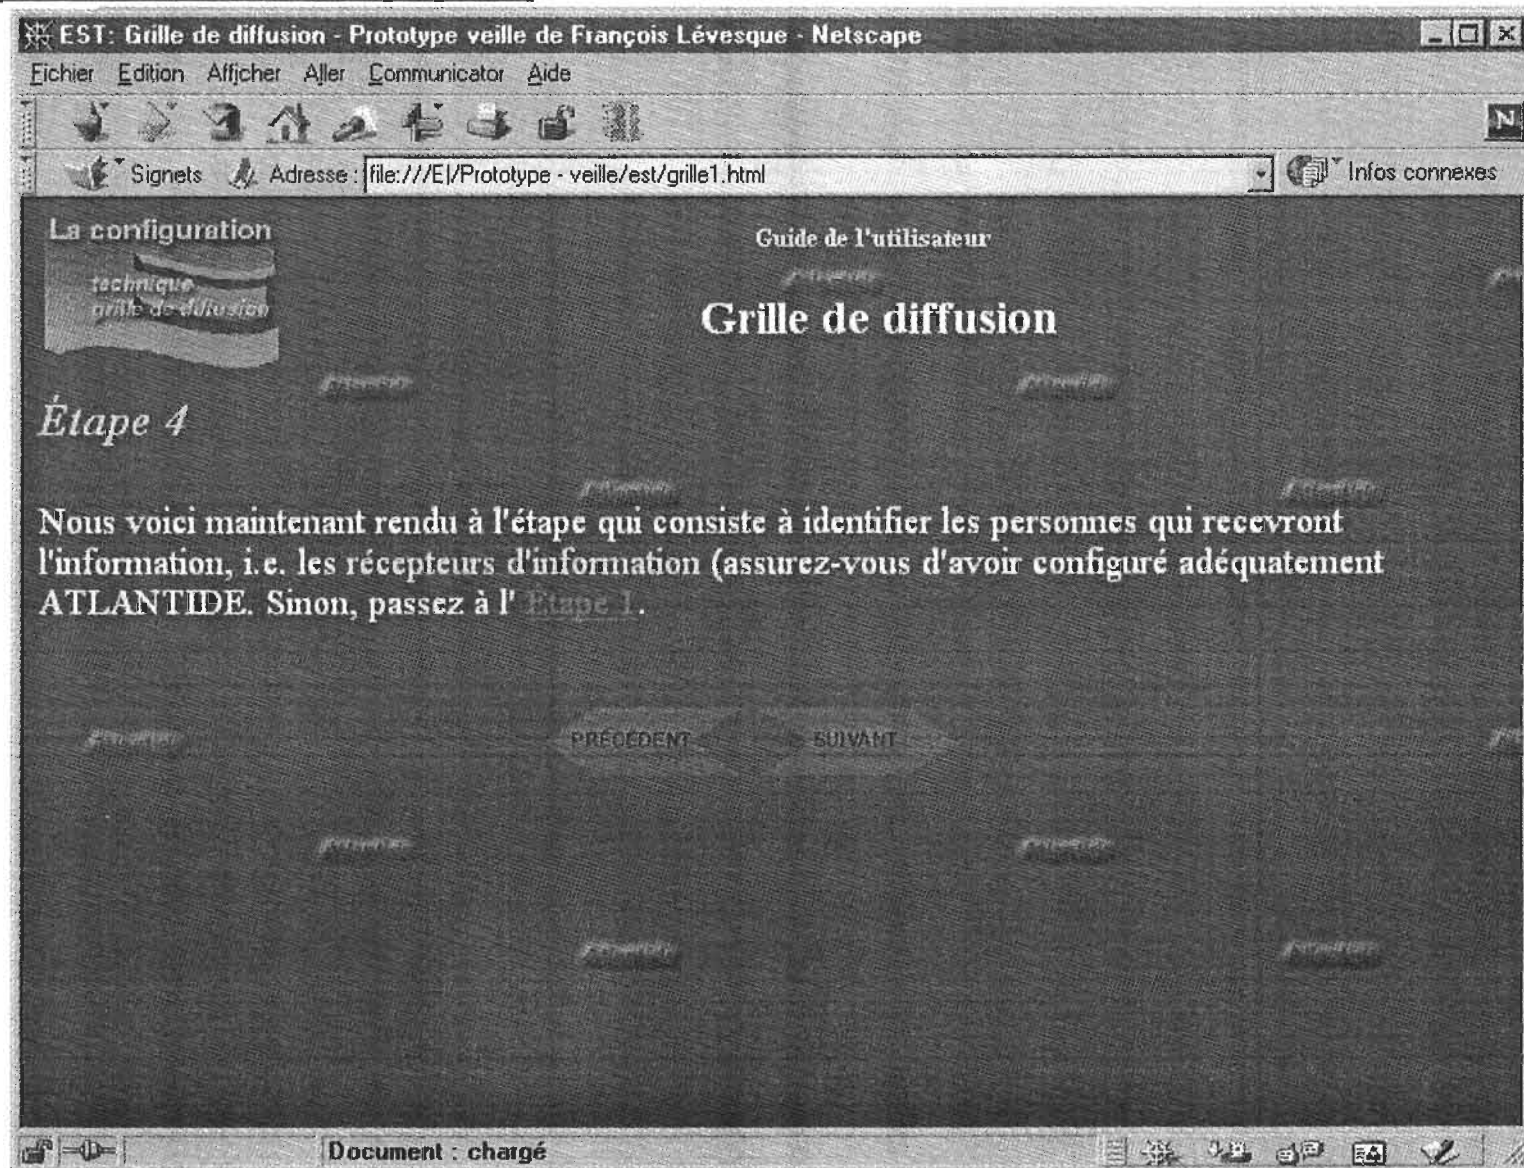 EST: Grille de diffusion - Prototype veille de François Lévesque - Netscape
Fichier Edition Afficher Aller Communicator Aide
N
Signets Adresse : file:///E|/Prototype - veille/est/grille1.html Infos connexes
La configuration
technique
grille de diffusion
Guide de l'utilisateur
Grille de diffusion
Étape 4
Nous voici maintenant rendu à l'étape qui consiste à identifier les personnes qui recevront
l'information, i.e. les récepteurs d'information (assurez-vous d'avoir configuré adéquatement
ATLANTIDE. Sinon, passez à l' Etape 1.
PRÉCÉDENT SUIVANT
Document : chargé